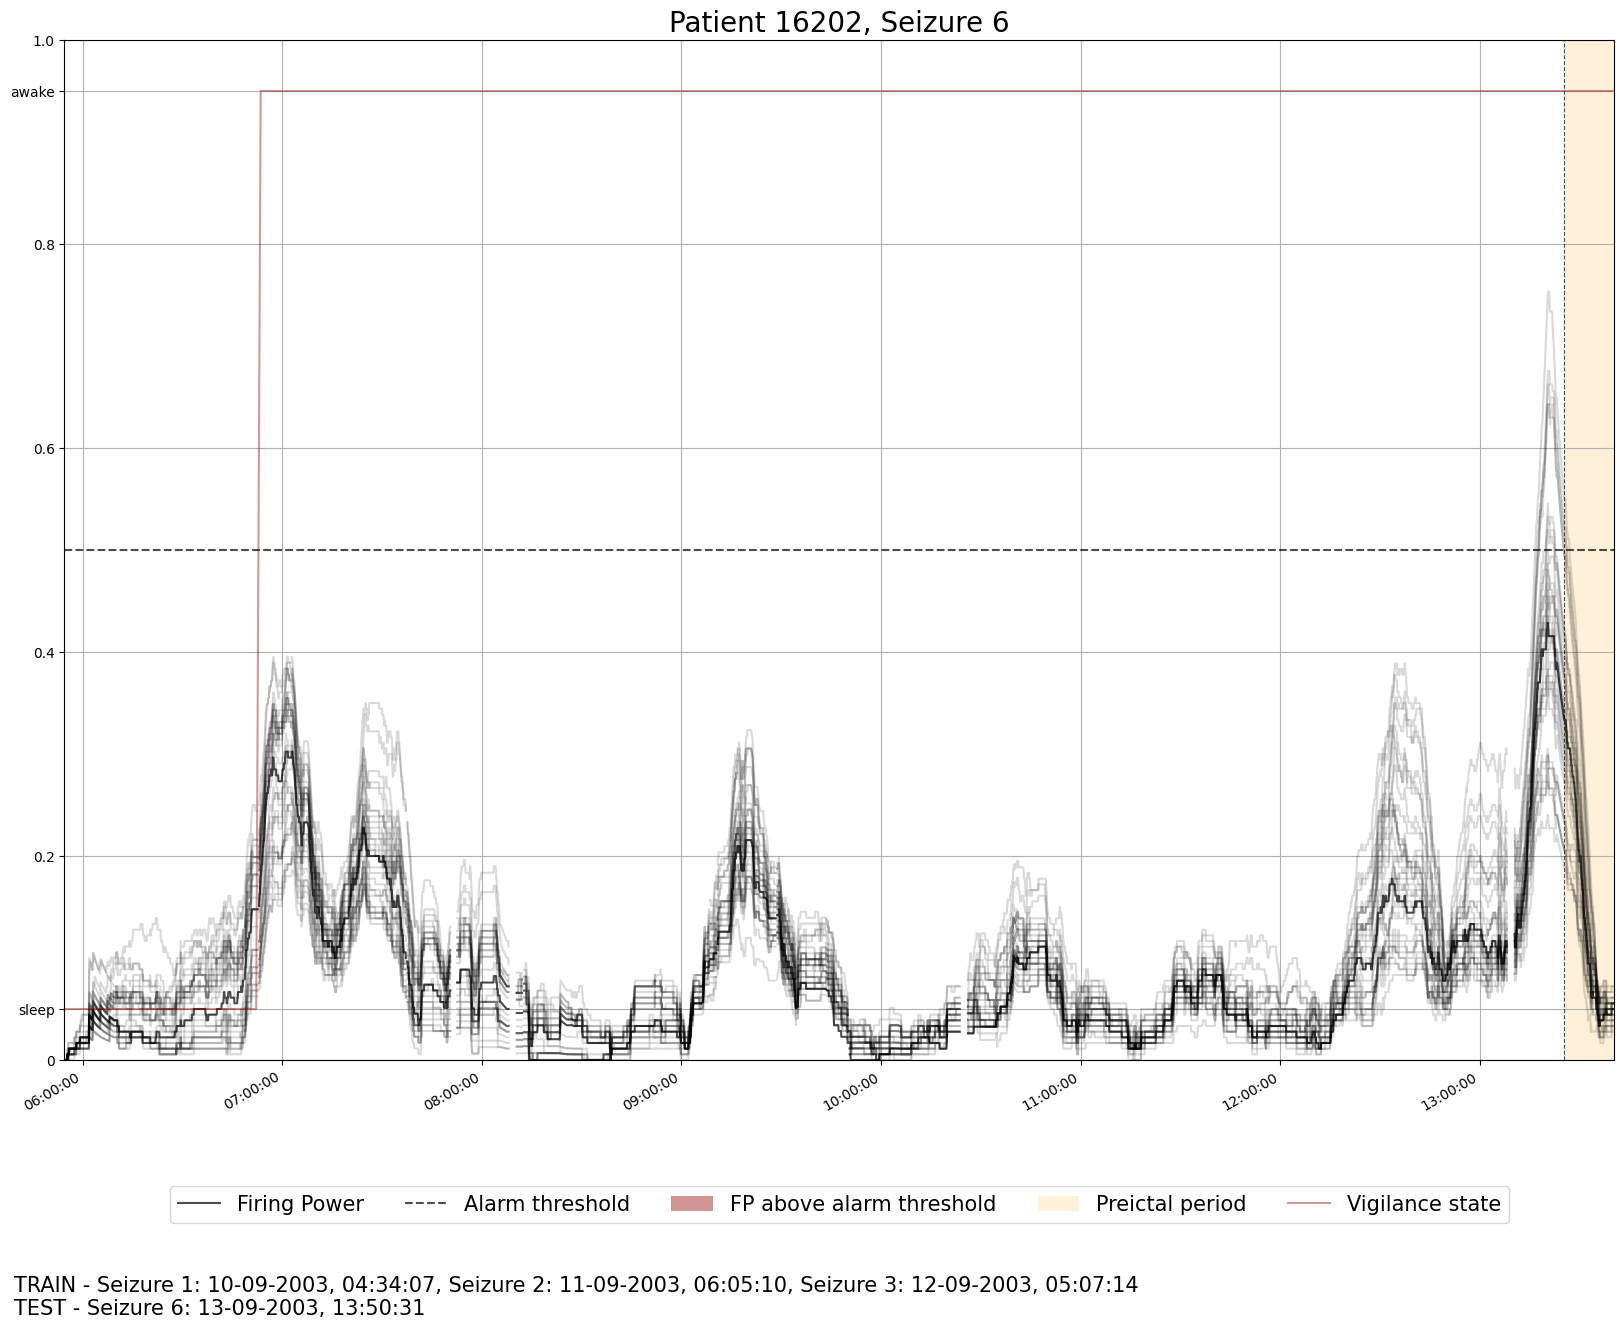 Patient 16202, Seizure 6
1.0
awake
0.8
0.6
0.4
0.2
sleep
0
06:00:00 07:00:00 08:00:00 09:00:00 10:00:00 11:00:00 12:00:00 13:00:00
Firing Power Alarm threshold FP above alarm threshold Preictal period Vigilance state
TRAIN - Seizure 1: 10-09-2003, 04:34:07, Seizure 2: 11-09-2003, 06:05:10, Seizure 3: 12-09-2003, 05:07:14
TEST - Seizure 6: 13-09-2003, 13:50:31